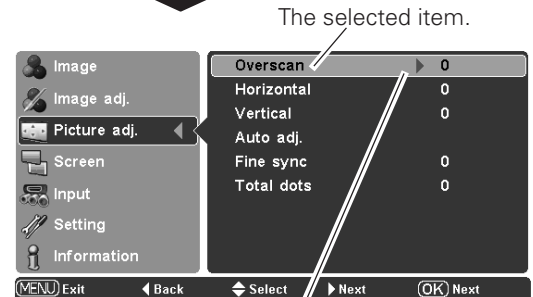 The selected item.
Image
Image adj.
Picture adj.
Screen
Input
Setting
Information
Overscan 0
Horizontal 0
Vertical 0
Auto adj.
Fine sync 0
Total dots 0
MENU Exit Back Select Next OK Next